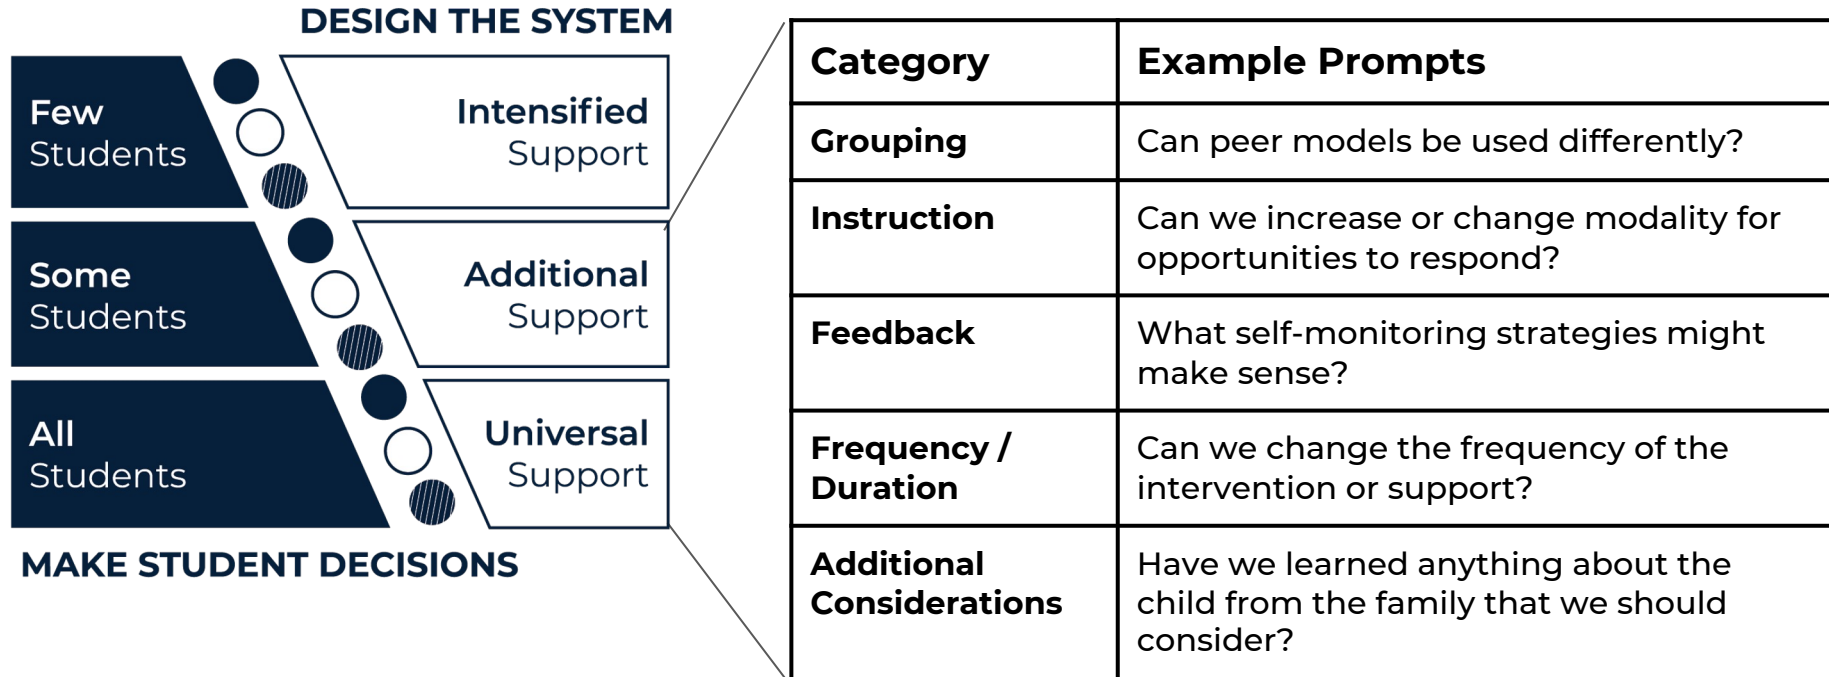 DESIGN THE SYSTEM
Few
Students
Intensified
Support
Some
Students
Additional
Support
All
Students
Universal
Support
MAKE STUDENT DECISIONS
Category
Example Prompts
Grouping
Can peer models be used differently?
Instruction
Can we increase or change modality for
opportunities to respond?
Feedback
What self-monitoring strategies might
make sense?
Frequency /
Duration
Can we change the frequency of the
intervention or support?
Additional
Considerations
Have we learned anything about the
child from the family that we should
consider?